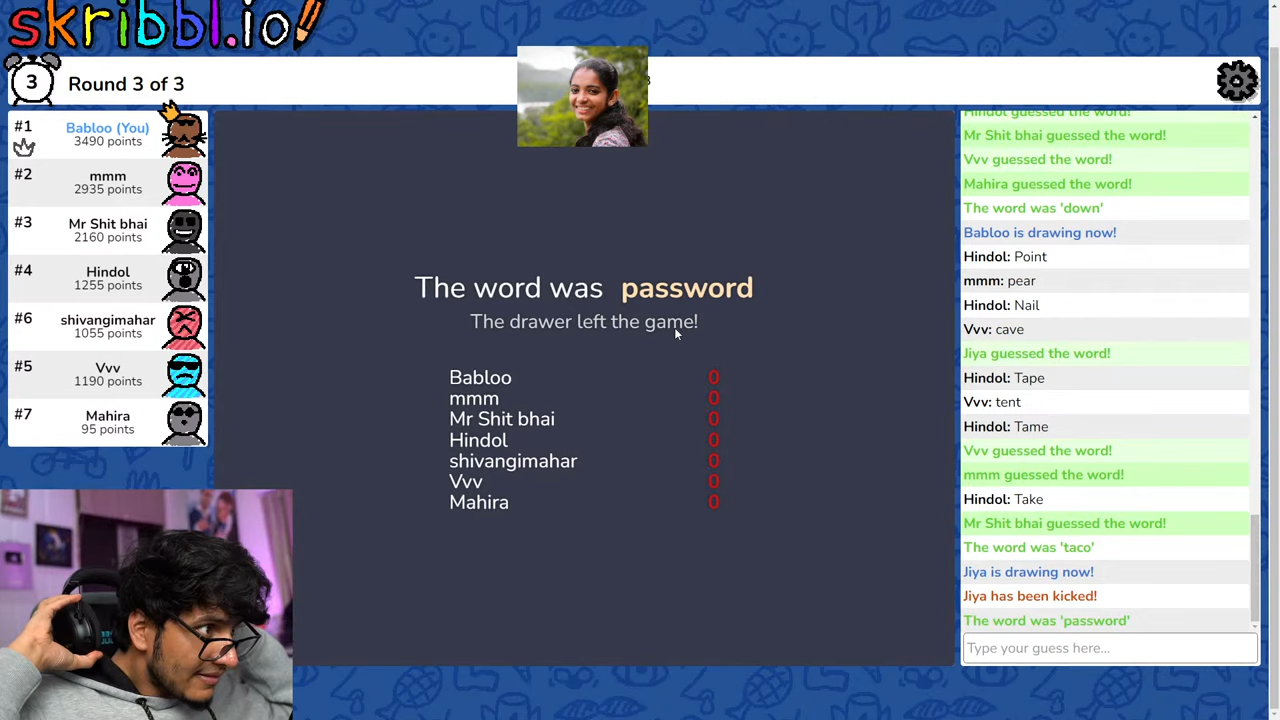 skribbl.io
3
Round 3 of 3
#1
Babloo (You)
3490 points
#2
mmm
2935 points
#3
Mr Shit bhai
2160 points
#4
Hindol
1255 points
#6
shivangimahar
1055 points
#5
Vvv
1190 points
#7
Mahira
95 points
The word was password
The drawer left the game!
Babloo 0
mmm 0
Mr Shit bhai 0
Hindol 0
shivangimahar 0
Vvv 0
Mahira 0
Hindol guessed the word!
Mr Shit bhai guessed the word!
Vvv guessed the word!
Mahira guessed the word!
The word was 'down'
Babloo is drawing now!
Hindol: Point
mmm: pear
Hindol: Nail
Vvv: cave
Jiya guessed the word!
Hindol: Tape
Vvv: tent
Hindol: Tame
Vvv guessed the word!
mmm guessed the word!
Hindol: Take
Mr Shit bhai guessed the word!
The word was 'taco'
Jiya is drawing now!
Jiya has been kicked!
The word was 'password'
Type your guess here...